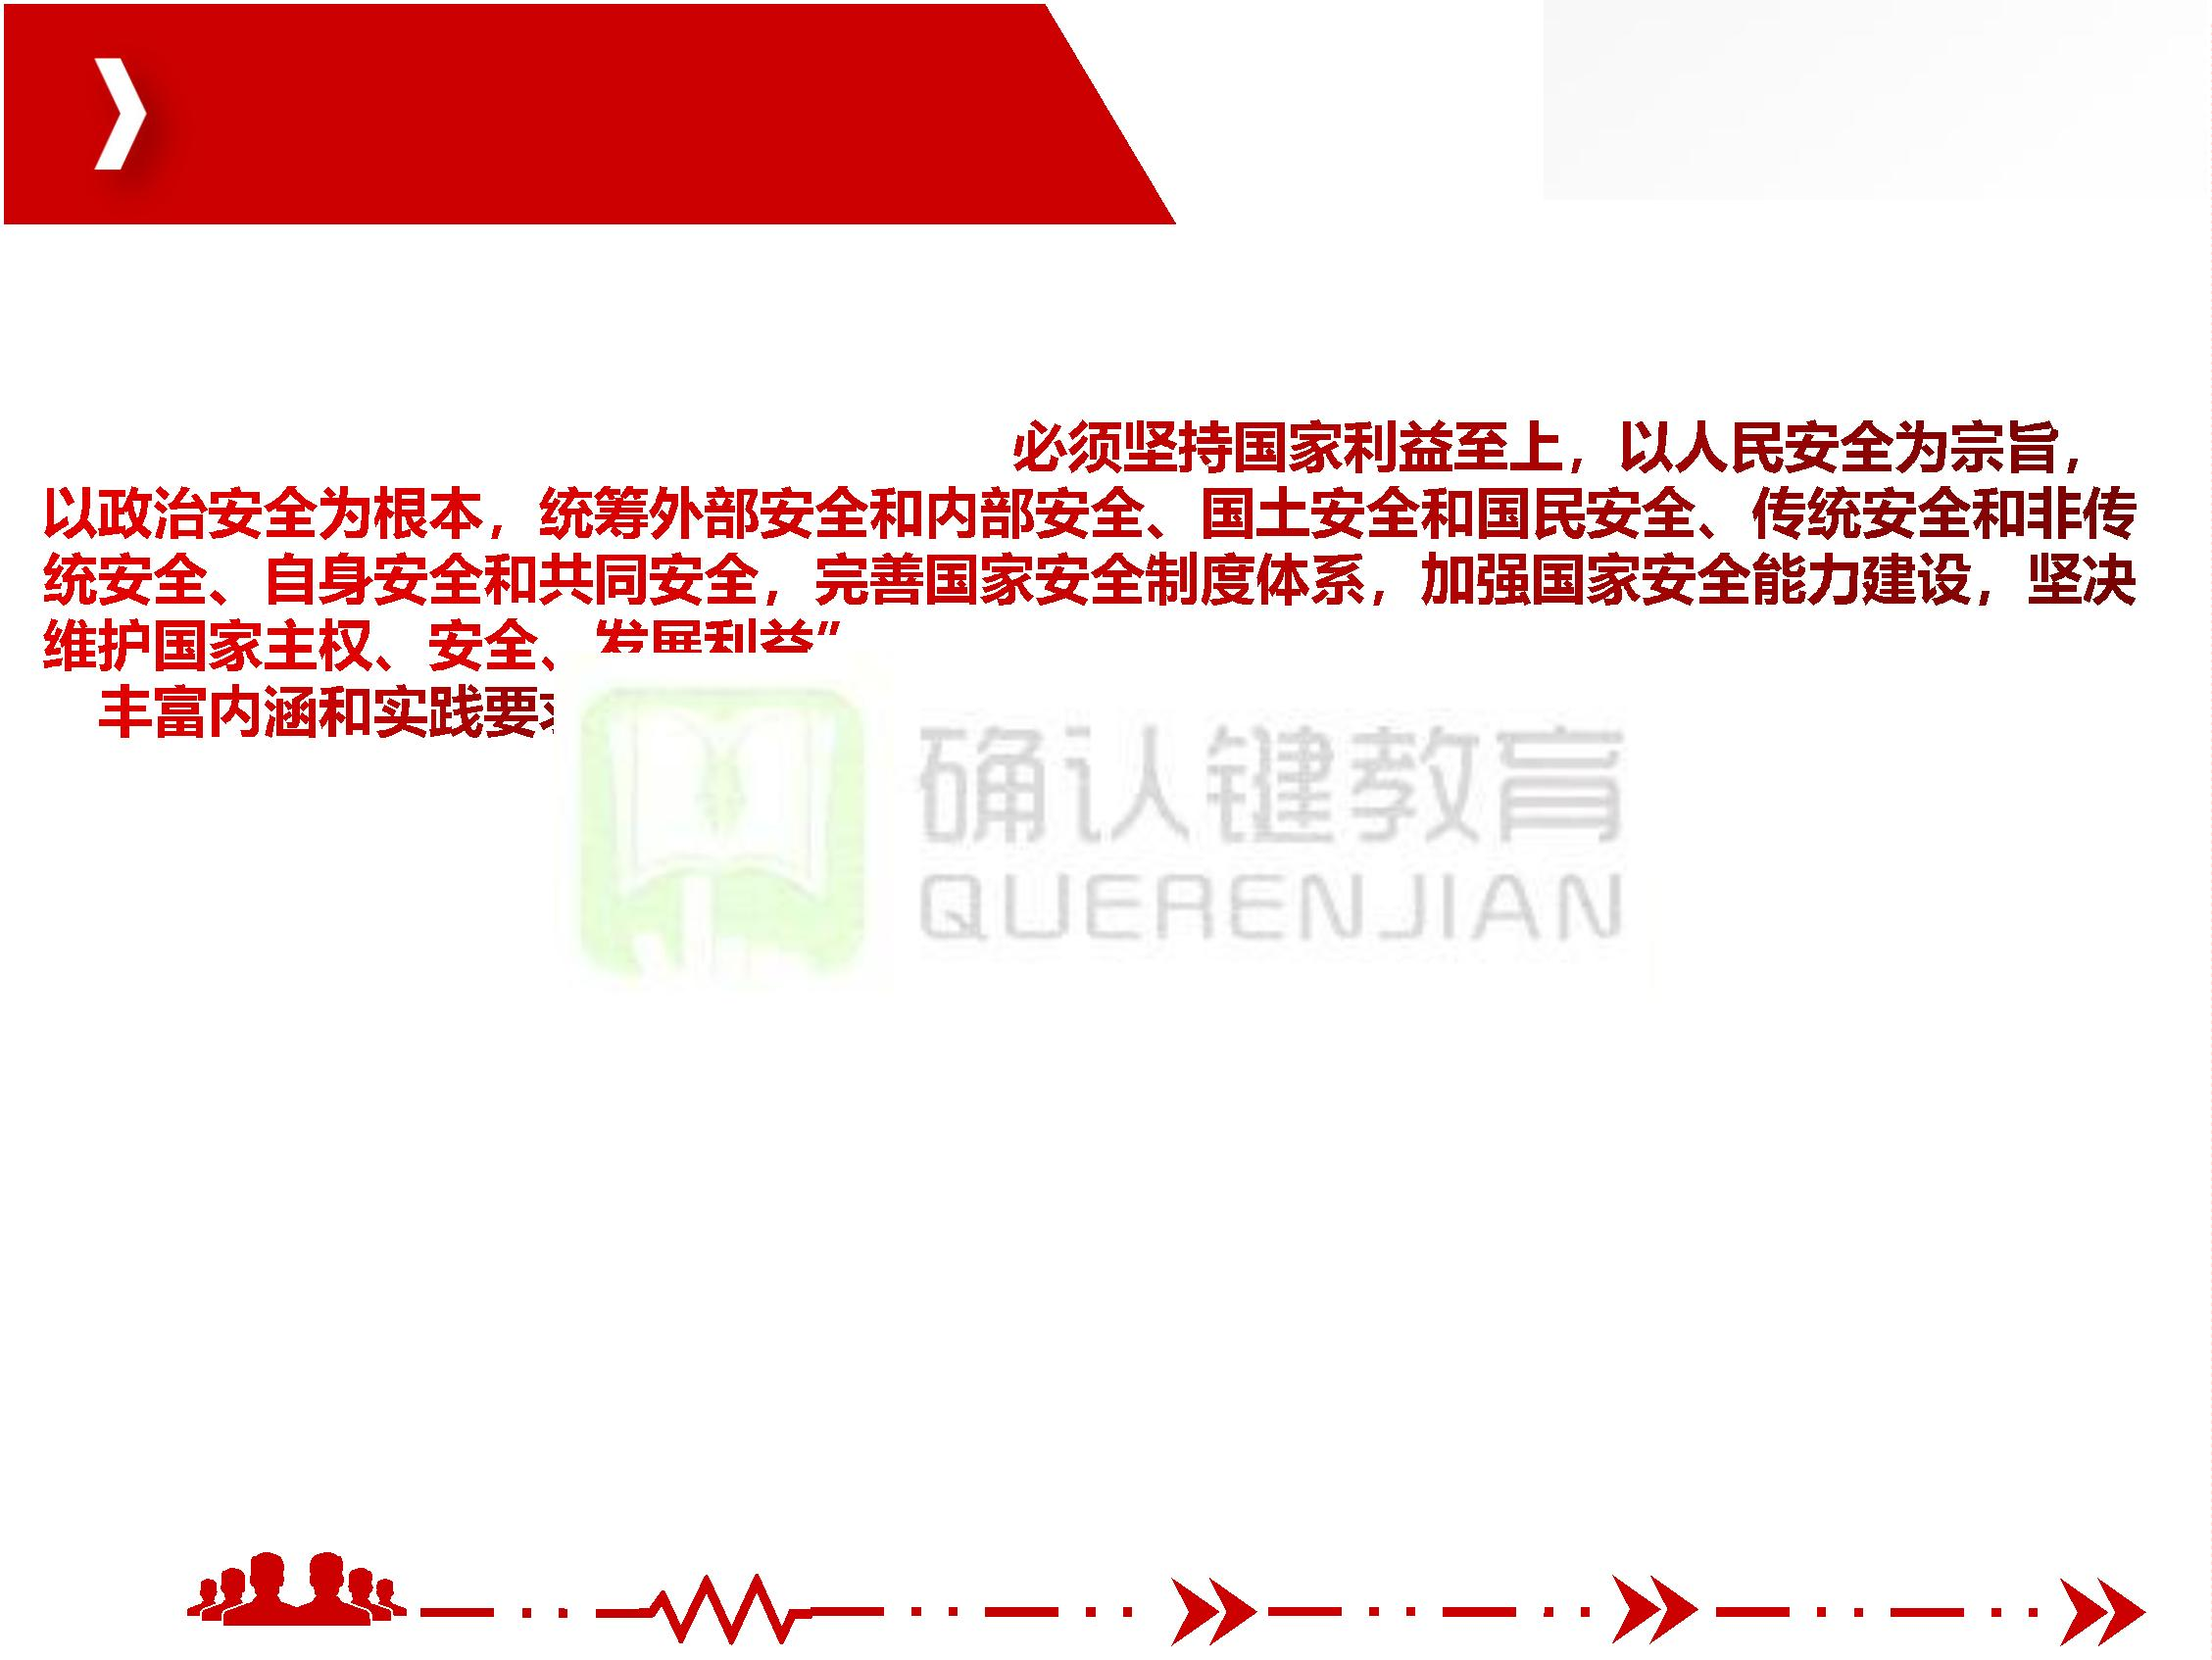 必须坚持国家利益至上，以人民安全为宗旨，
以政治安全为根本，统筹外部安全和内部安全、国土安全和国民安全、传统安全和非传
统安全、自身安全和共同安全，完善国家安全制度体系，加强国家安全能力建设，坚决
维护国家主权、安全、发展利益”
丰富内涵和实践要
确认键教育
QUERENJIAN